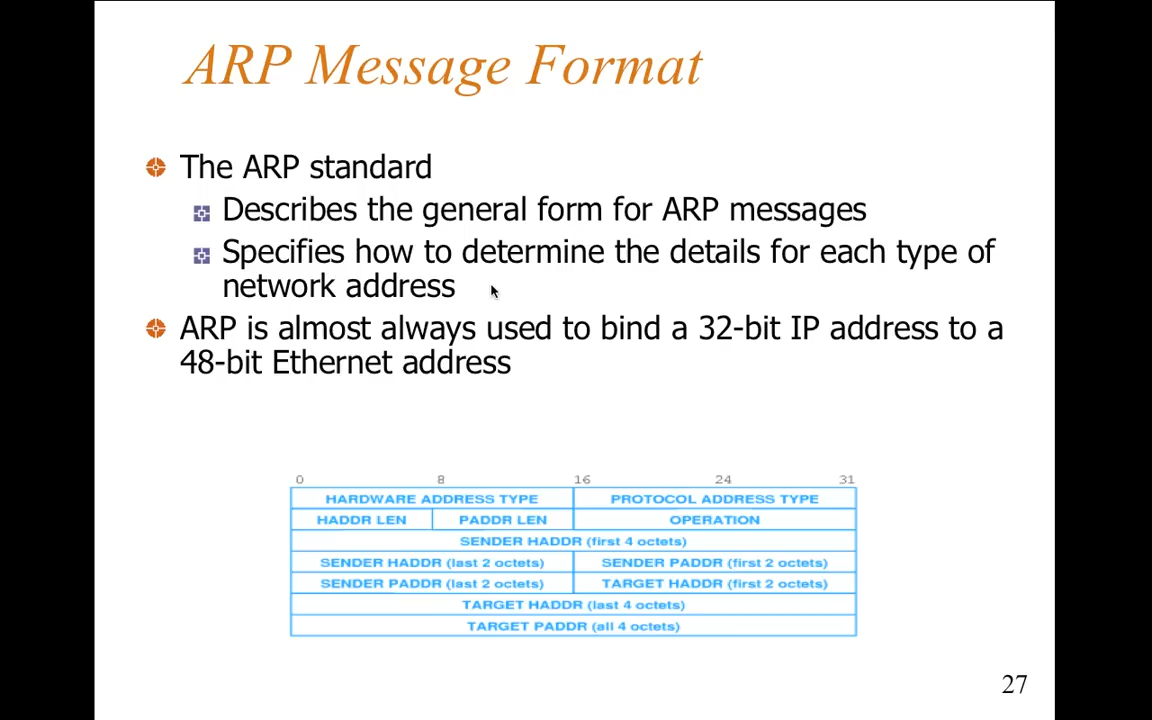 ARP Message Format
The ARP standard
Describes the general form for ARP messages
Specifies how to determine the details for each type of
network address
ARP is almost always used to bind a 32-bit IP address to a
48-bit Ethernet address
0 8 16 24 31
HARDWARE ADDRESS TYPE PROTOCOL ADDRESS TYPE
HADDR LEN PADDR LEN OPERATION
SENDER HADDR (first 4 octets)
SENDER HADDR (last 2 octets) SENDER PADDR (first 2 octets)
SENDER PADDR (last 2 octets) TARGET HADDR (first 2 octets)
TARGET HADDR (last 4 octets)
TARGET PADDR (all 4 octets)
27